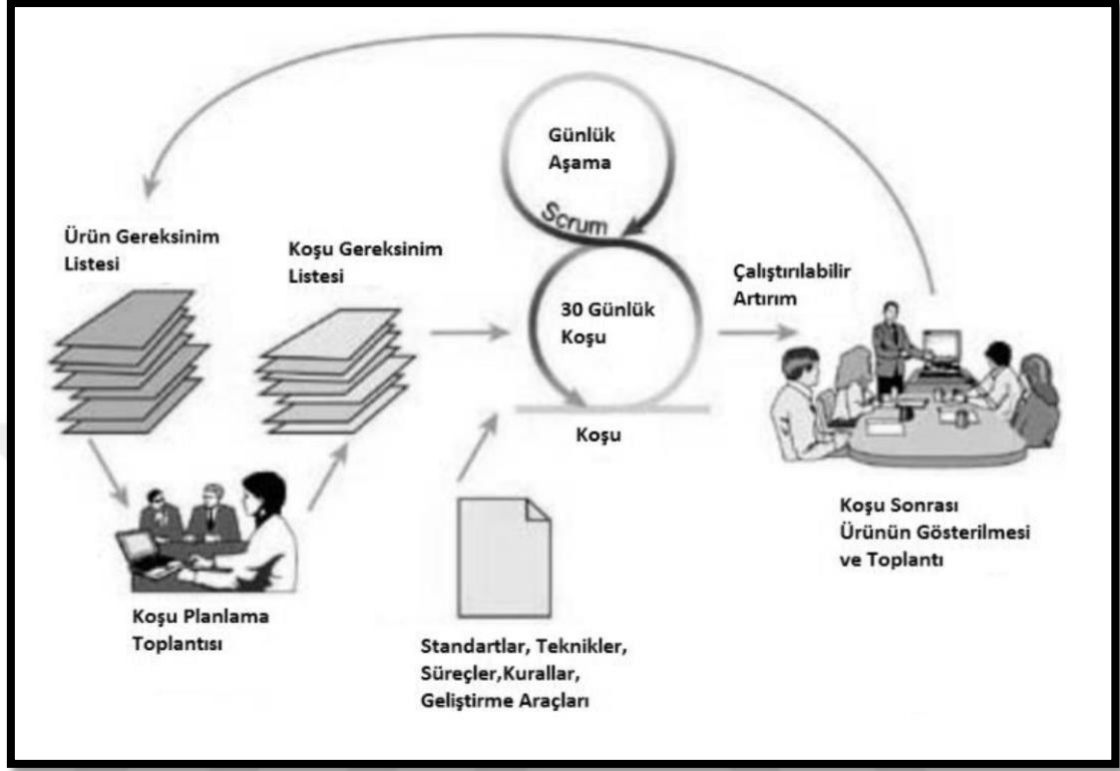 Günlük
Aşama
Scrum
Ürün Gereksinim
Listesi
Koşu Gereksinim
Listesi
30 Günlük
Koşu
Çalıştırılabilir
Artırım
Koşu
Koşu Sonrası
Ürünün Gösterilmesi
ve Toplantı
Koşu Planlama
Toplantısı
Standartlar, Teknikler,
Süreçler,Kurallar,
Geliştirme Araçları